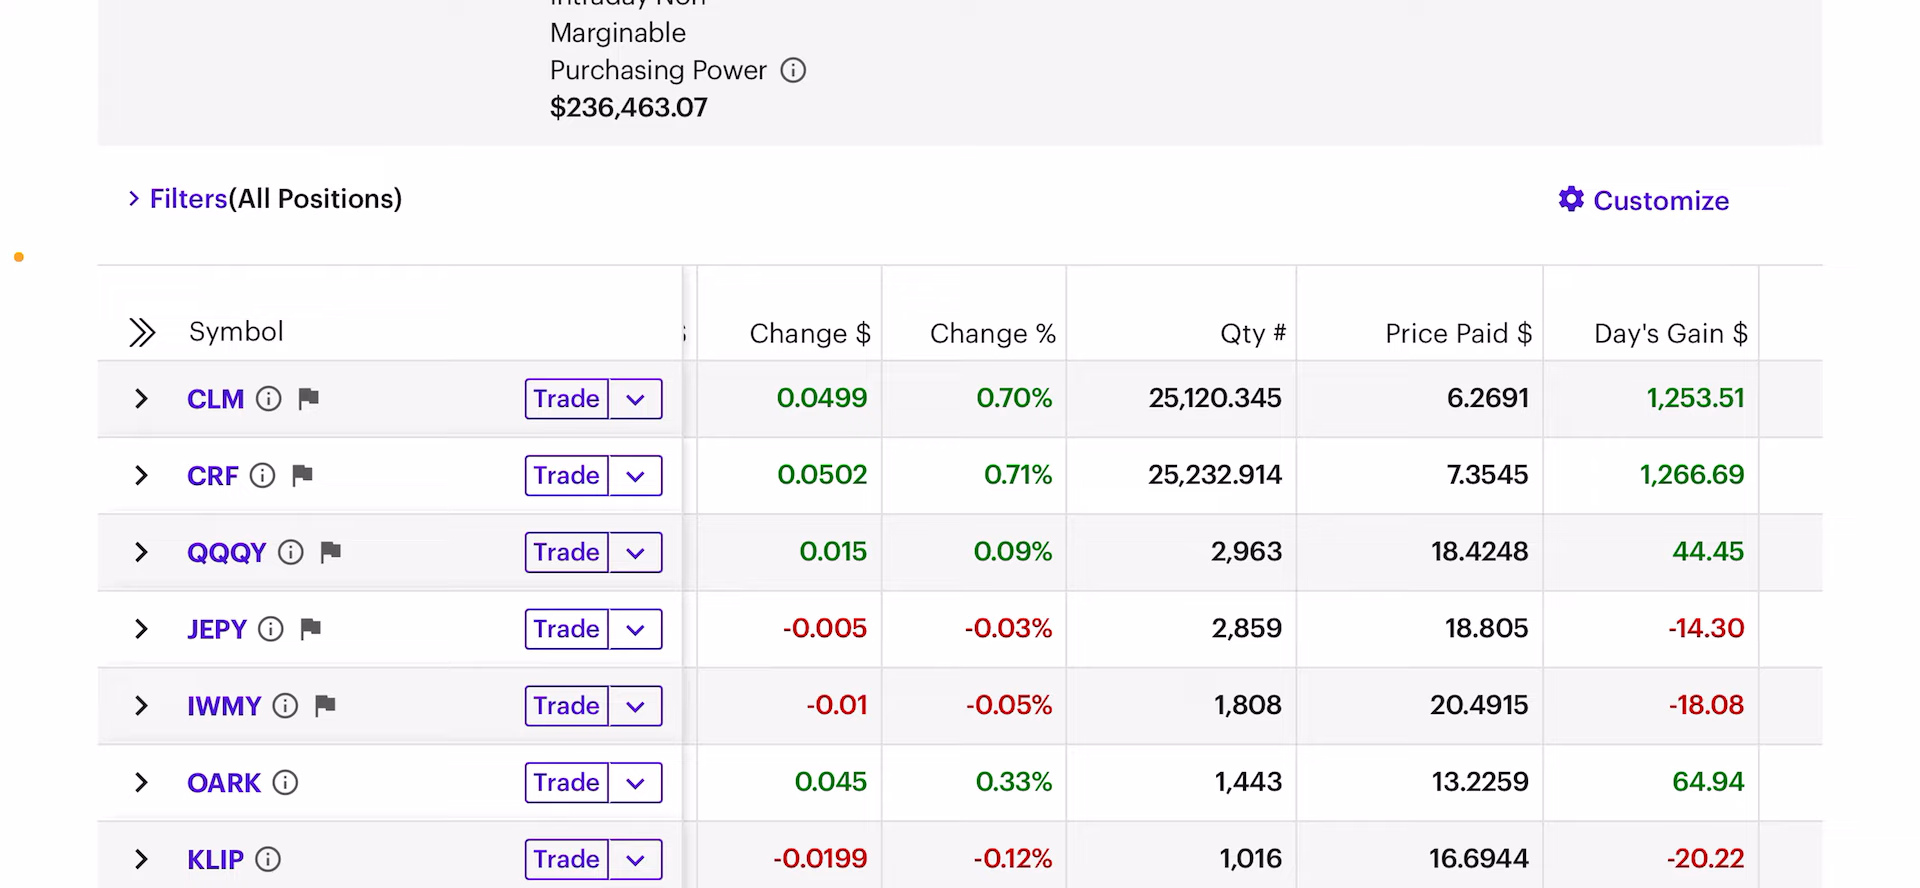 Intraday Non
Marginable
Purchasing Power
$236,463.07
Filters(All Positions)
Customize
Symbol Change $ Change % Qty # Price Paid $ Day's Gain $
CLM Trade 0.0499 0.70% 25,120.345 6.2691 1,253.51
CRF Trade 0.0502 0.71% 25,232.914 7.3545 1,266.69
QQQY Trade 0.015 0.09% 2,963 18.4248 44.45
JEPY Trade -0.005 -0.03% 2,859 18.805 -14.30
IWMY Trade -0.01 -0.05% 1,808 20.4915 -18.08
OARK Trade 0.045 0.33% 1,443 13.2259 64.94
KLIP Trade -0.0199 -0.12% 1,016 16.6944 -20.22